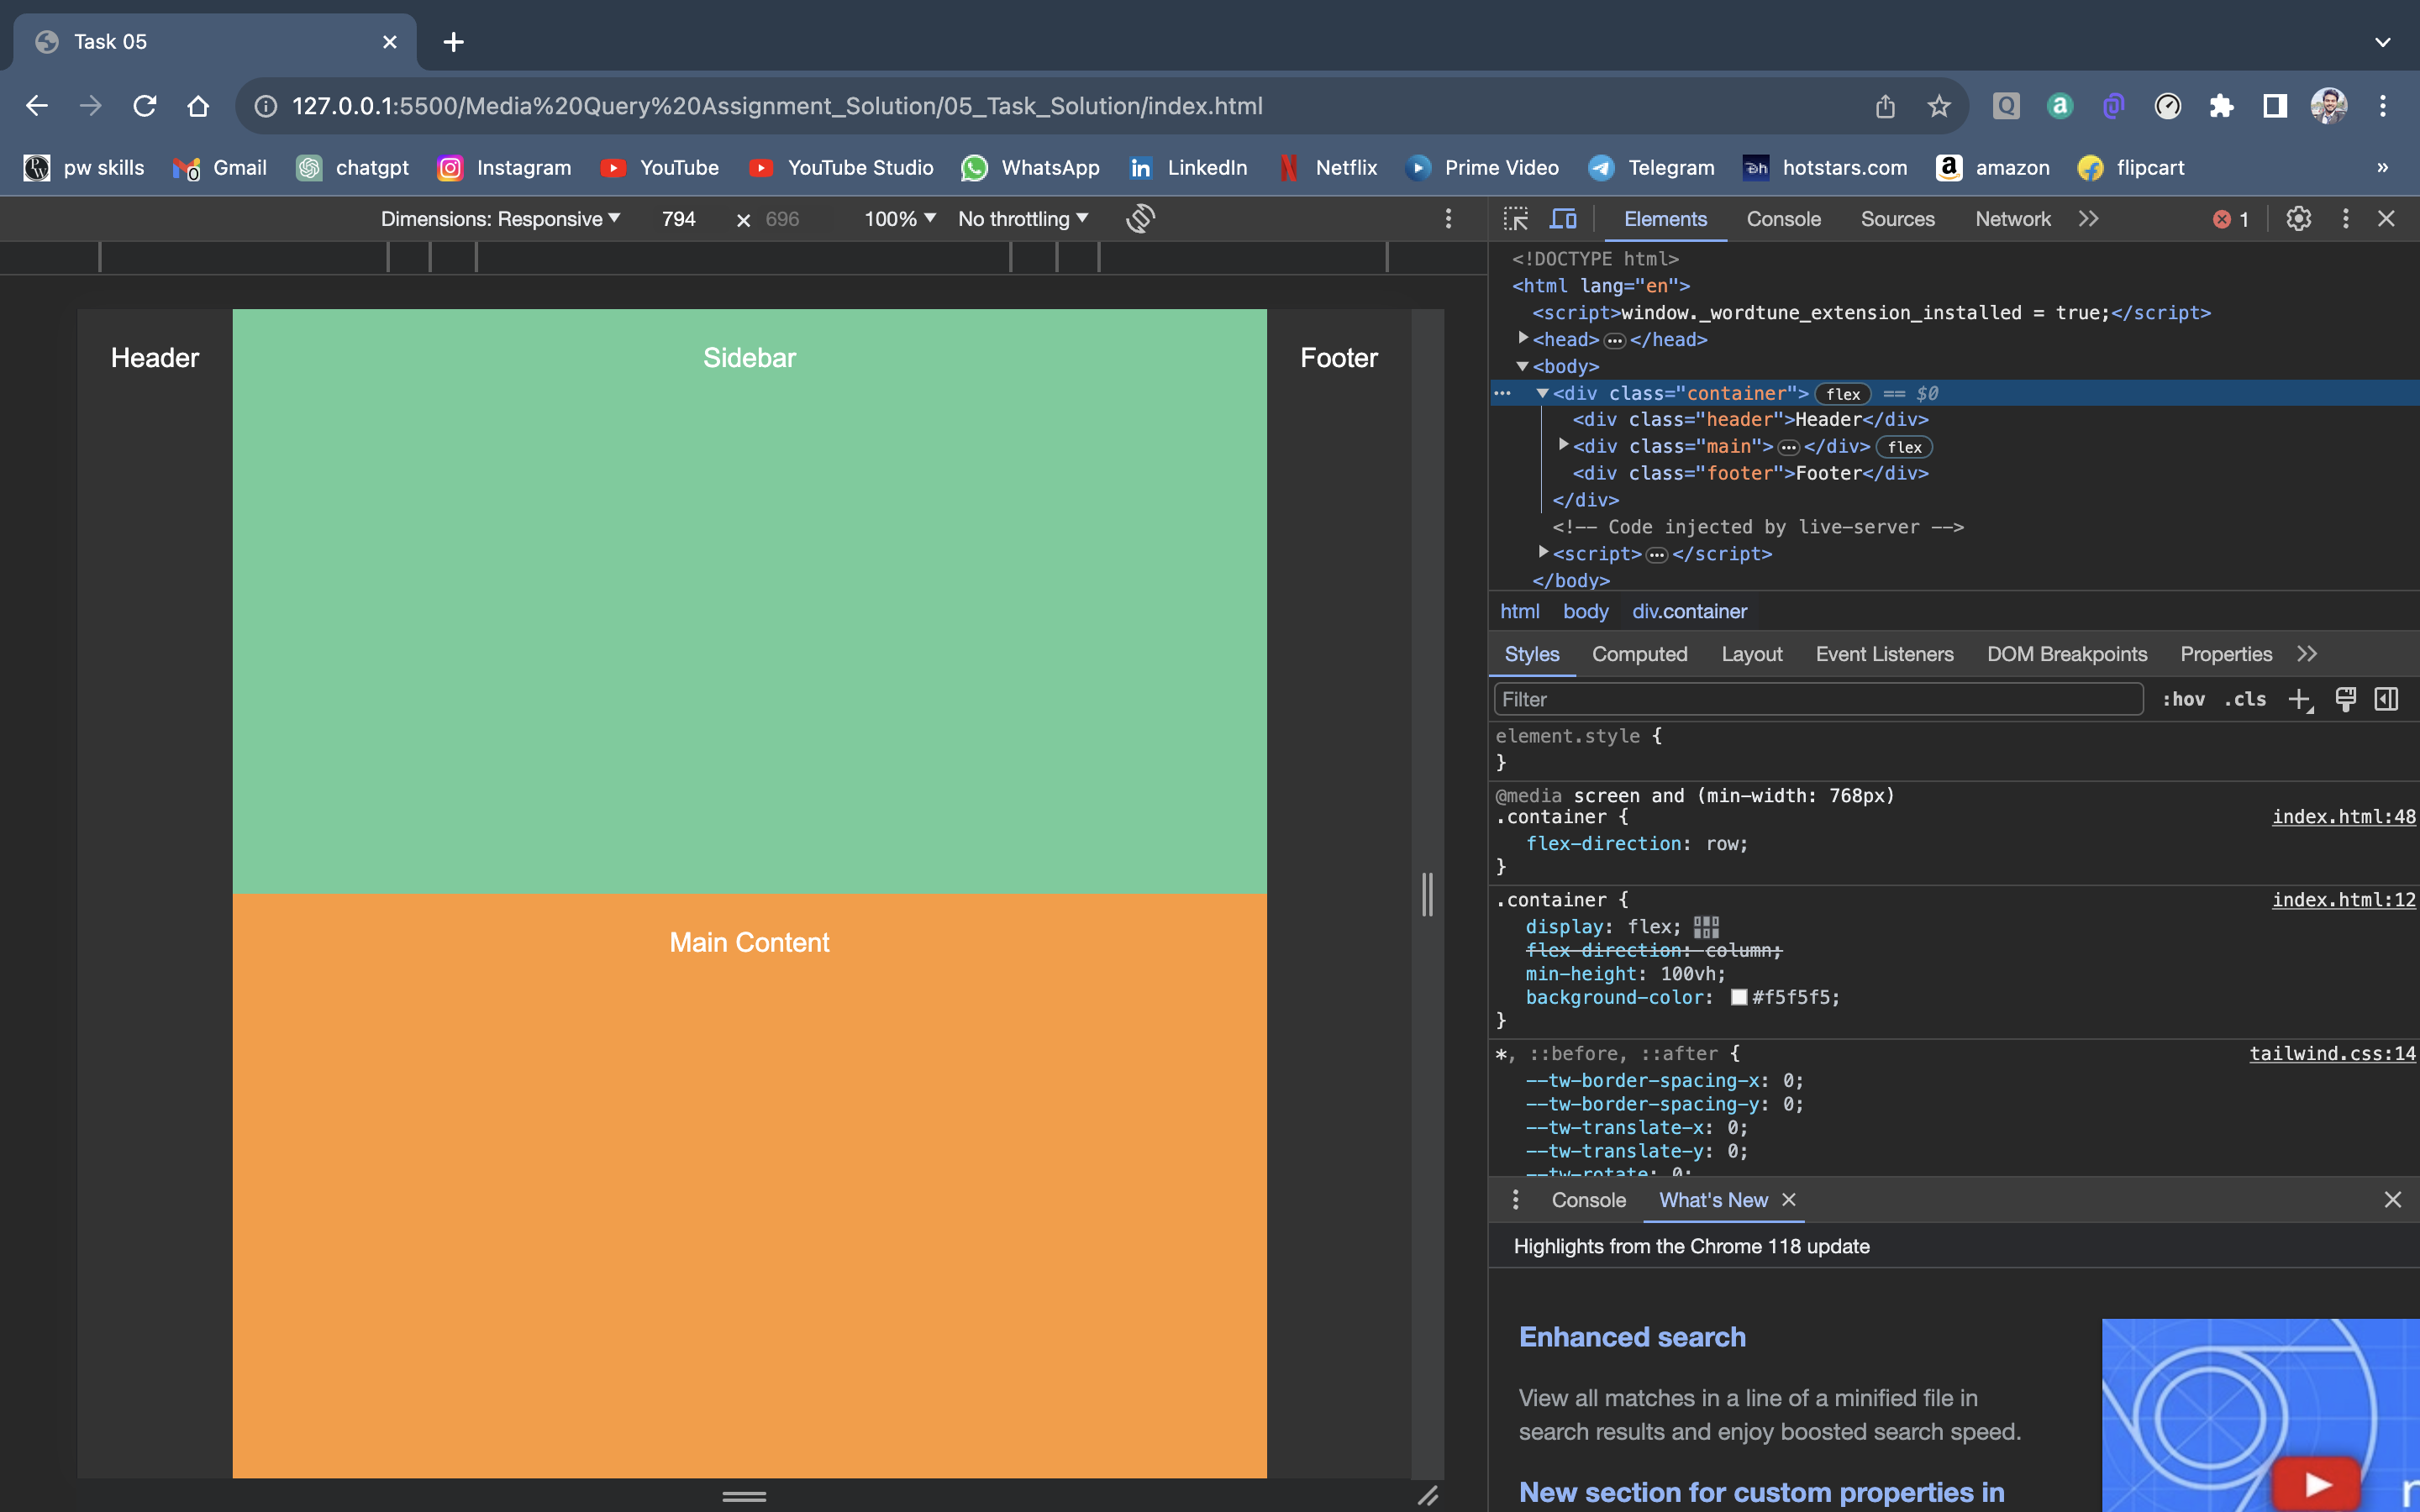 Task 05
127.0.0.1:5500/Media%20Query%20Assignment_Solution/05_Task_Solution/index.html
pw skills Gmail chatgpt Instagram YouTube YouTube Studio WhatsApp LinkedIn Netflix Prime Video Telegram hotstars.com amazon flipcart »
Dimensions: Responsive 794 × 696 100% No throttling
Header
Sidebar
Footer
Main Content
Elements Console Sources Network 1
<!DOCTYPE html>
<html lang="en">
<script>window._wordtune_extension_installed = true;</script>
<head>…</head>
<body>
… <div class="container"> flex == $0
<div class="header">Header</div>
<div class="main">…</div> flex
<div class="footer">Footer</div>
</div>
<!-- Code injected by live-server -->
<script>…</script>
</body>
html body div.container
Styles Computed Layout Event Listeners DOM Breakpoints Properties
Filter :hov .cls
element.style {
}
@media screen and (min-width: 768px)
.container { index.html:48
flex-direction: row;
}
.container { index.html:12
display: flex;
flex-direction: column;
min-height: 100vh;
background-color: #f5f5f5;
}
*, ::before, ::after { tailwind.css:14
--tw-border-spacing-x: 0;
--tw-border-spacing-y: 0;
--tw-translate-x: 0;
--tw-translate-y: 0;
--tw-rotate: 0;
Console What's New
Highlights from the Chrome 118 update
Enhanced search
View all matches in a line of a minified file in
search results and enjoy boosted search speed.
New section for custom properties in